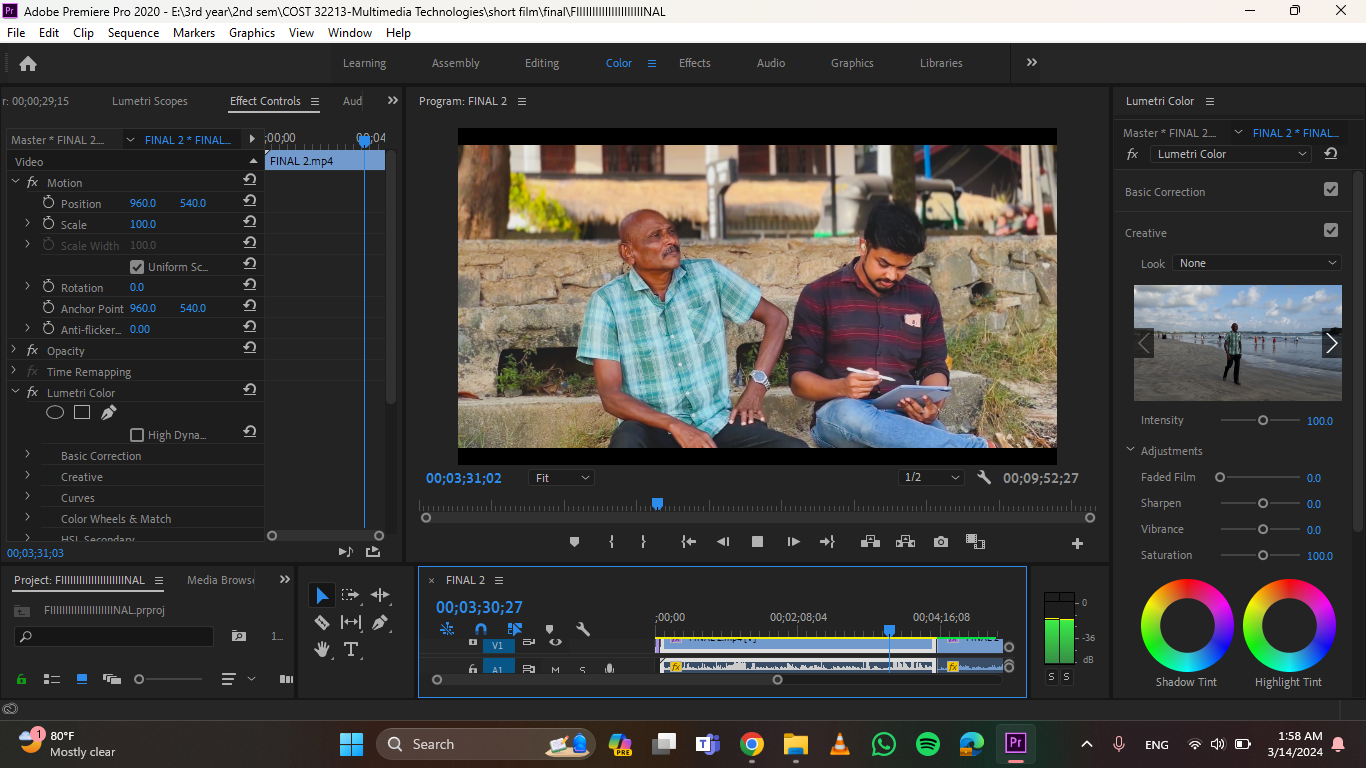 Adobe Premiere Pro 2020 - E:\3rd year\2nd sem\COST 32213-Multimedia Technologies\short film\final\FIIIIIIIIIIIIIIIIIIIIIINAL
File Edit Clip Sequence Markers Graphics View Window Help
Learning Assembly Editing Color Effects Audio Graphics Libraries
r: 00;00;29;15 Lumetri Scopes Effect Controls Aud
Program: FINAL 2
Lumetri Color
Master * FINAL 2.... FINAL 2 * FINAL...
;00;00 00;04
Master * FINAL 2.... FINAL 2 * FINAL...
fx Lumetri Color
Video
FINAL 2.mp4
fx Motion
Position 960.0 540.0
Scale 100.0
Scale Width 100.0
Uniform Sc...
Rotation 0.0
Anchor Point 960.0 540.0
Anti-flicker... 0.00
fx Opacity
fx Time Remapping
fx Lumetri Color
High Dyna...
Basic Correction
Creative
Curves
Color Wheels & Match
HSL Secondary
00;03;31;03
Basic Correction
Creative
Look None
Intensity 100.0
Adjustments
Faded Film 0.0
Sharpen 0.0
Vibrance 0.0
Saturation 100.0
Shadow Tint Highlight Tint
00;03;31;02 Fit 1/2 00;09;52;27
Project: FIIIIIIIIIIIIIIIIIIIIIINAL Media Browse
FIIIIIIIIIIIIIIIIIIIIIINAL.prproj
1...
FINAL 2
00;03;30;27
;00;00 00;02;08;04 00;04;16;08
V1
A1 M S
fx fx
0
-36
dB
S S
1
80°F
Mostly clear
Search
PRE
Pr
ENG
1:58 AM
3/14/2024